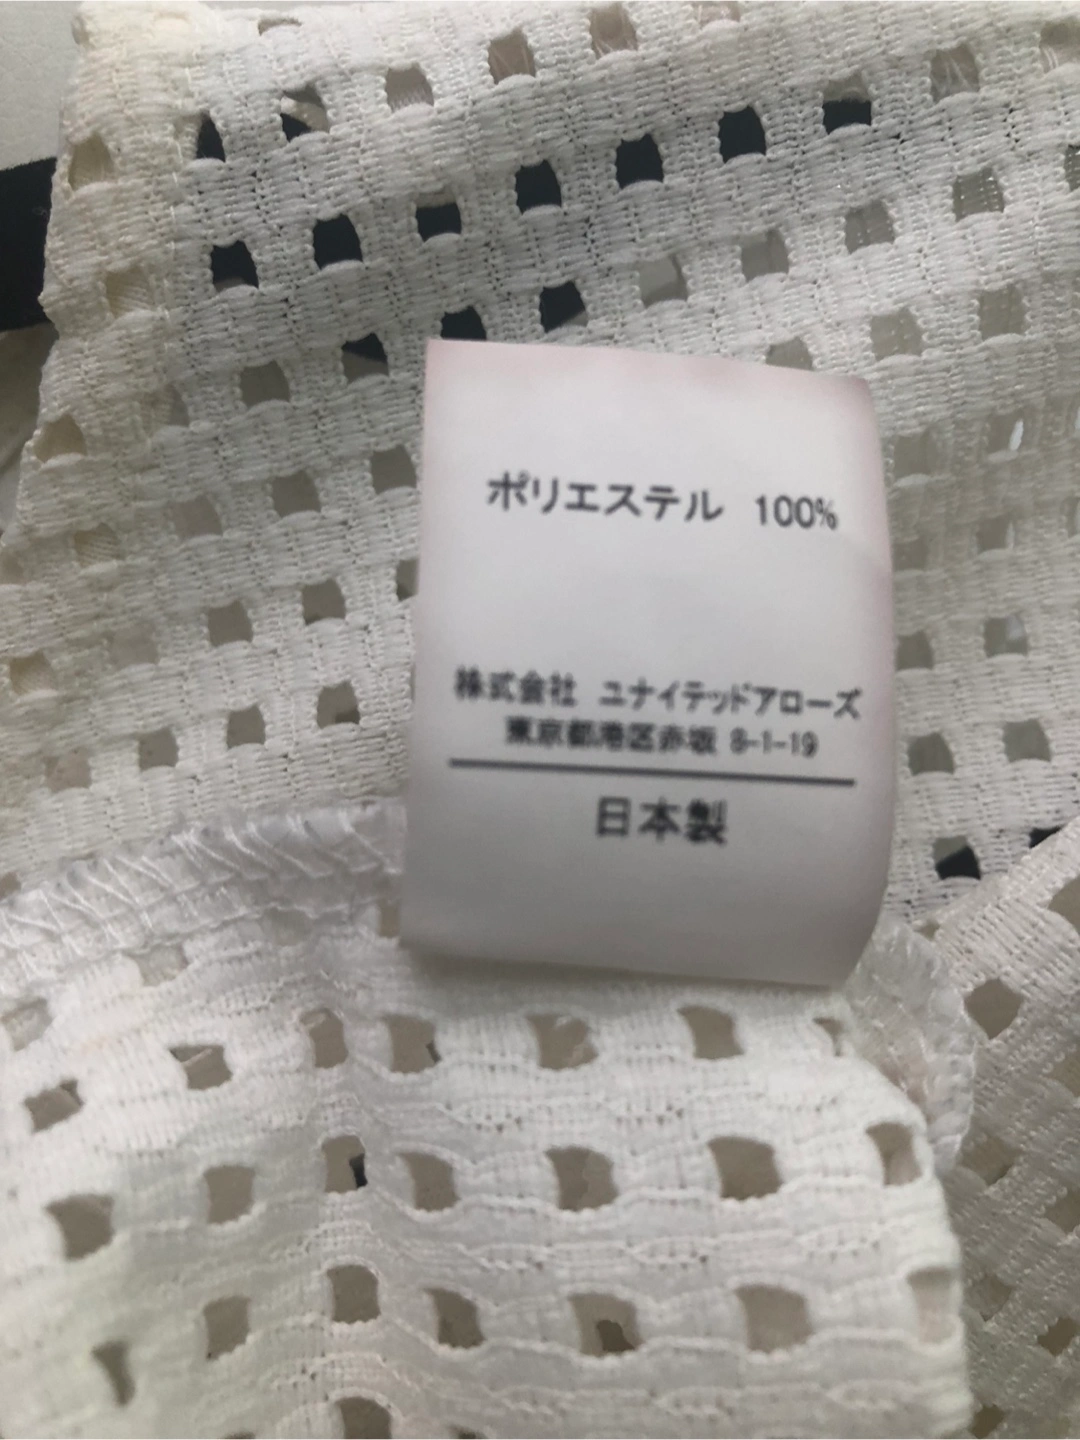 ポリエステル 100%
株式会社 ユナイテッドアローズ
東京都港区赤坂 8-1-19
日本製